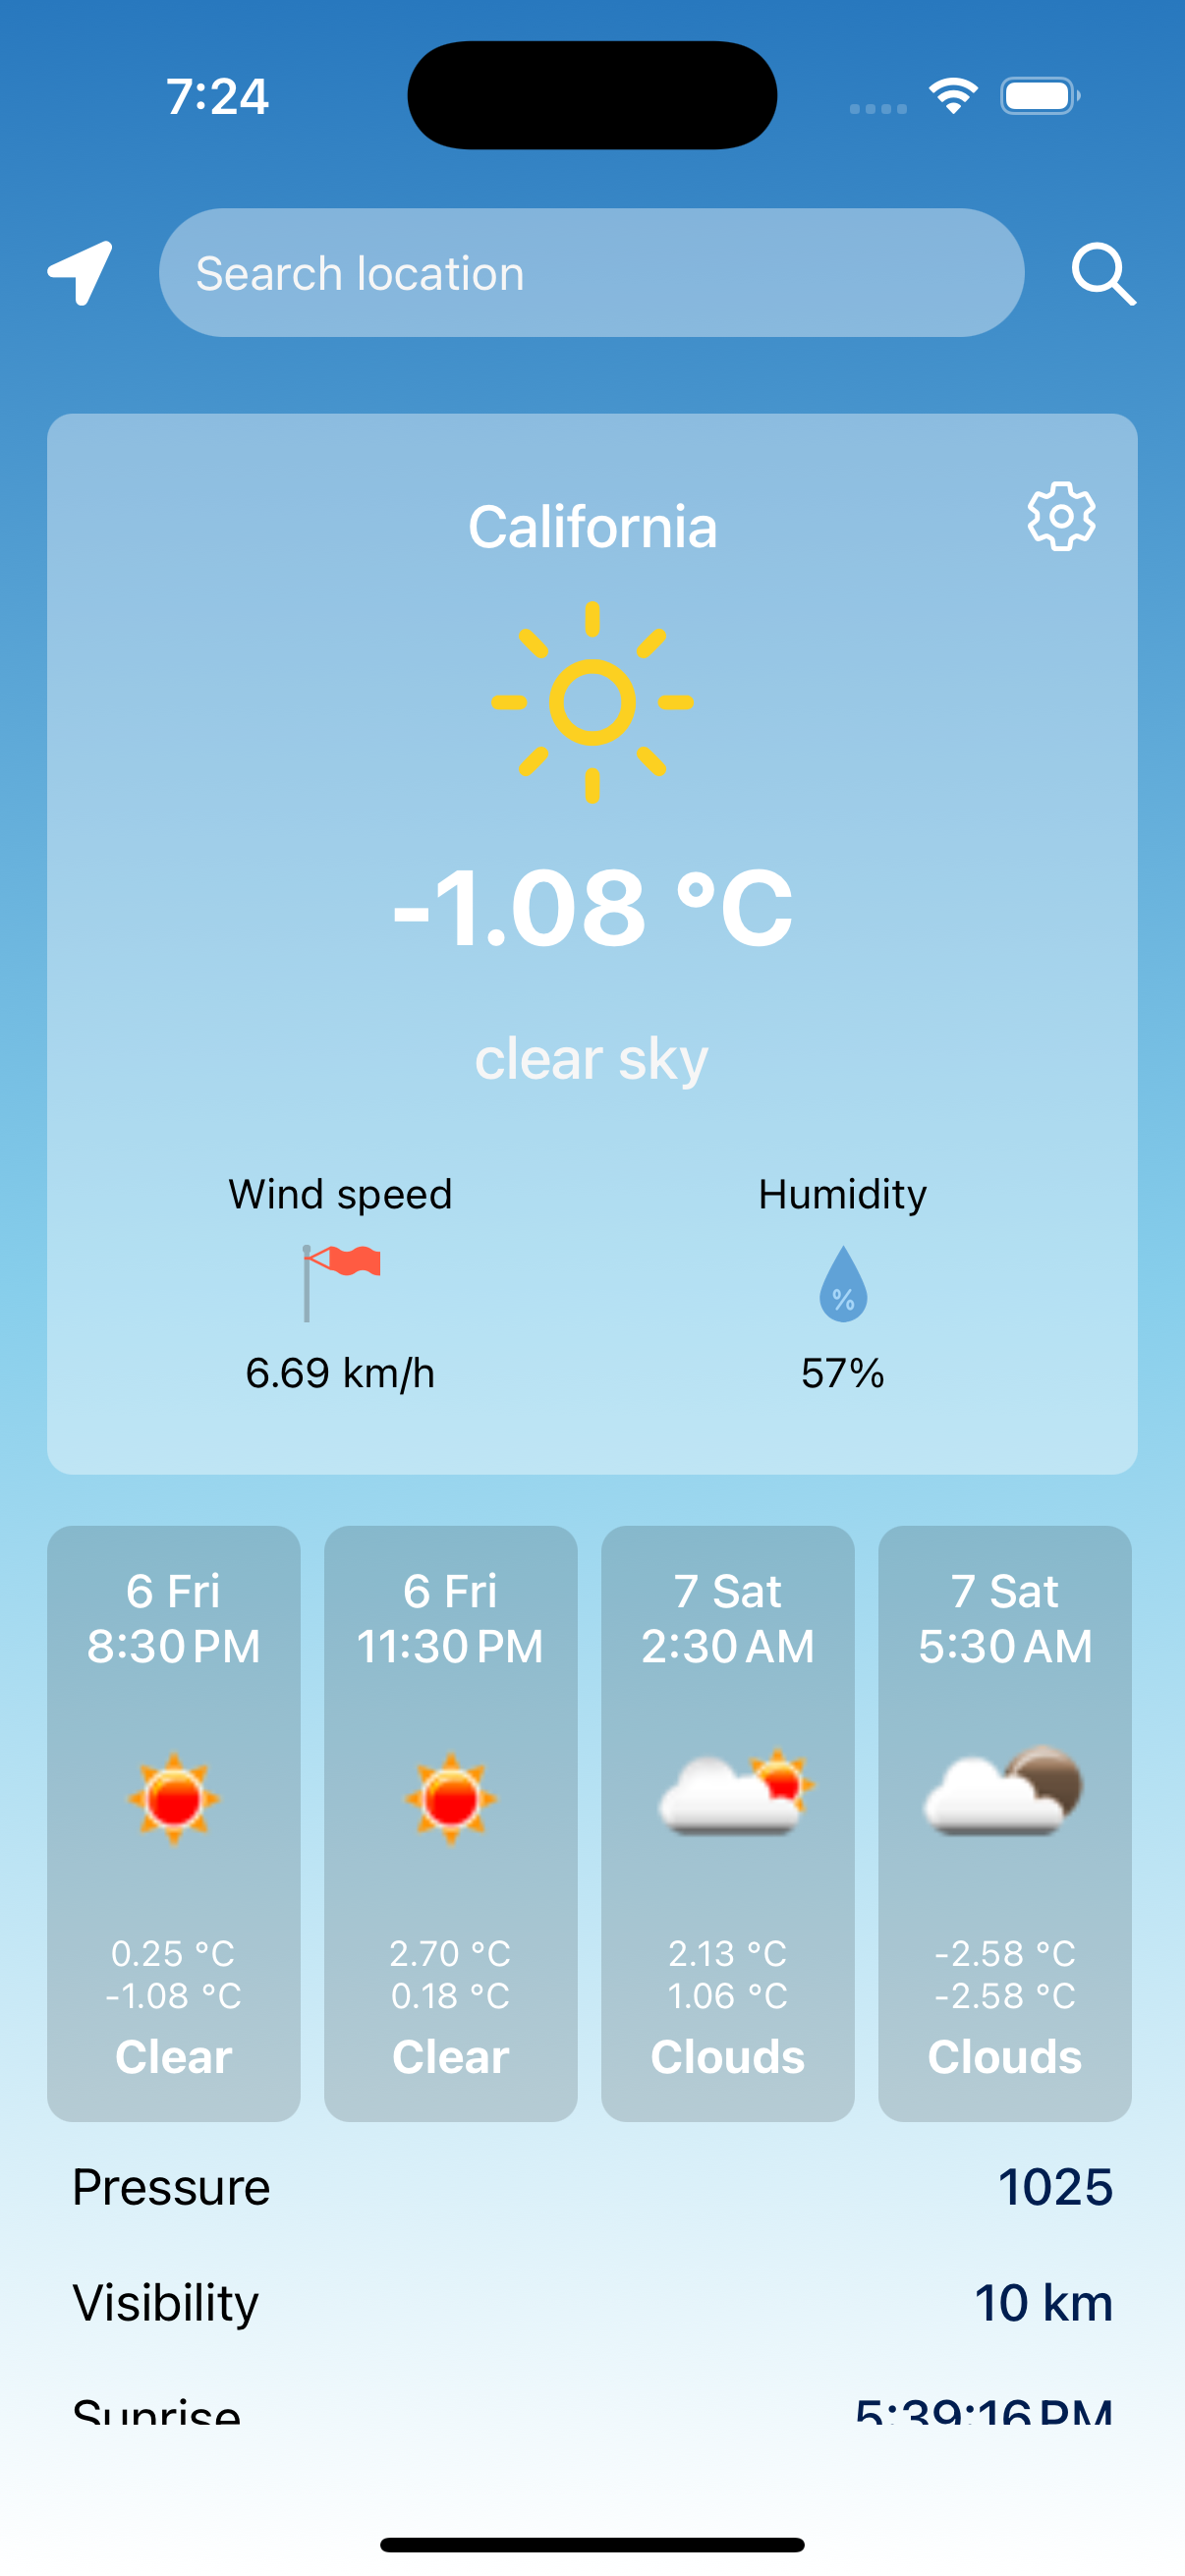 7:24
Search location
California
-1.08 °C
clear sky
Wind speed
Humidity
%
6.69 km/h
57%
6 Fri
8:30 PM
0.25 °C
-1.08 °C
Clear
6 Fri
11:30 PM
2.70 °C
0.18 °C
Clear
7 Sat
2:30 AM
2.13 °C
1.06 °C
Clouds
7 Sat
5:30 AM
-2.58 °C
-2.58 °C
Clouds
Pressure 1025
Visibility 10 km
Sunrise 5:39:16 PM